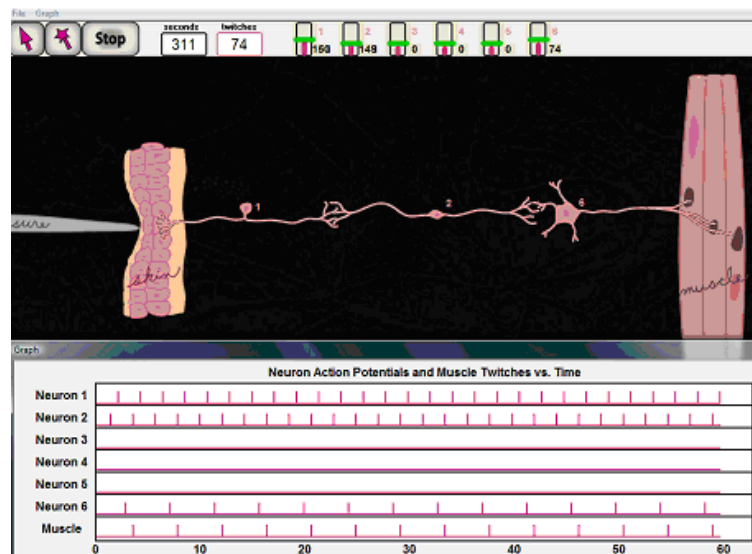 File Graph
Stop
seconds
311
twitches
74
1
150
2
149
3
0
4
0
5
0
6
74
1
2
6
sure
skin
muscle
Graph
Neuron Action Potentials and Muscle Twitches vs. Time
Neuron 1
Neuron 2
Neuron 3
Neuron 4
Neuron 5
Neuron 6
Muscle
0 10 20 30 40 50 60